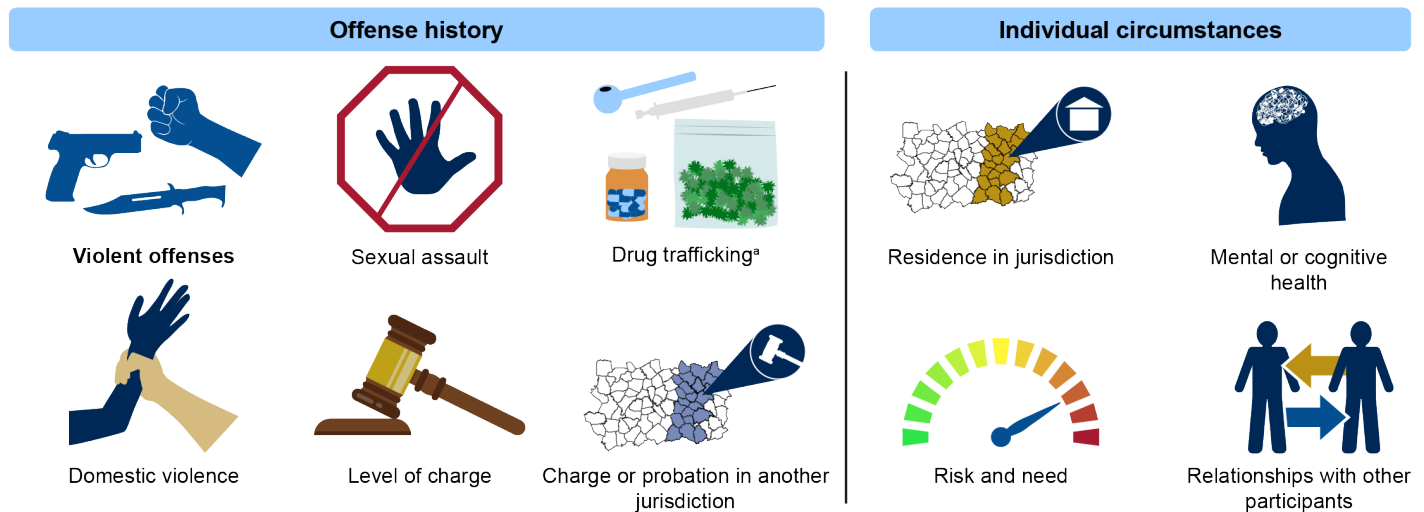 Offense history
Violent offenses
Sexual assault
Drug traffickingᵃ
Domestic violence
Level of charge
Charge or probation in another
jurisdiction
Individual circumstances
Residence in jurisdiction
Mental or cognitive
health
Risk and need
Relationships with other
participants